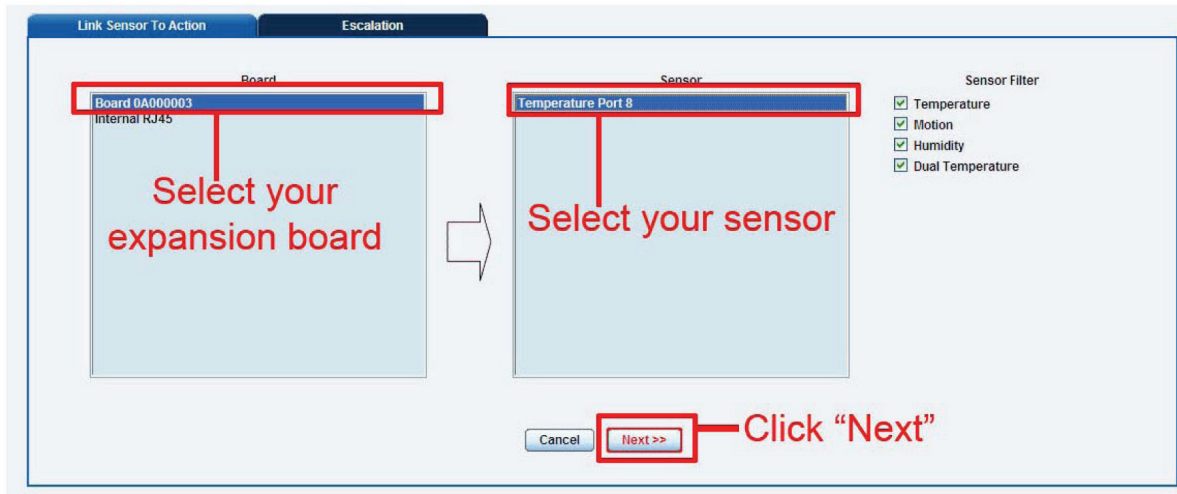 Link Sensor To Action
Escalation
Board
Sensor
Sensor Filter
Board 0A000003
Internal RJ45
Temperature Port 8
Temperature
Motion
Humidity
Dual Temperature
Select your
expansion board
Select your sensor
Cancel
Next >>
Click “Next”